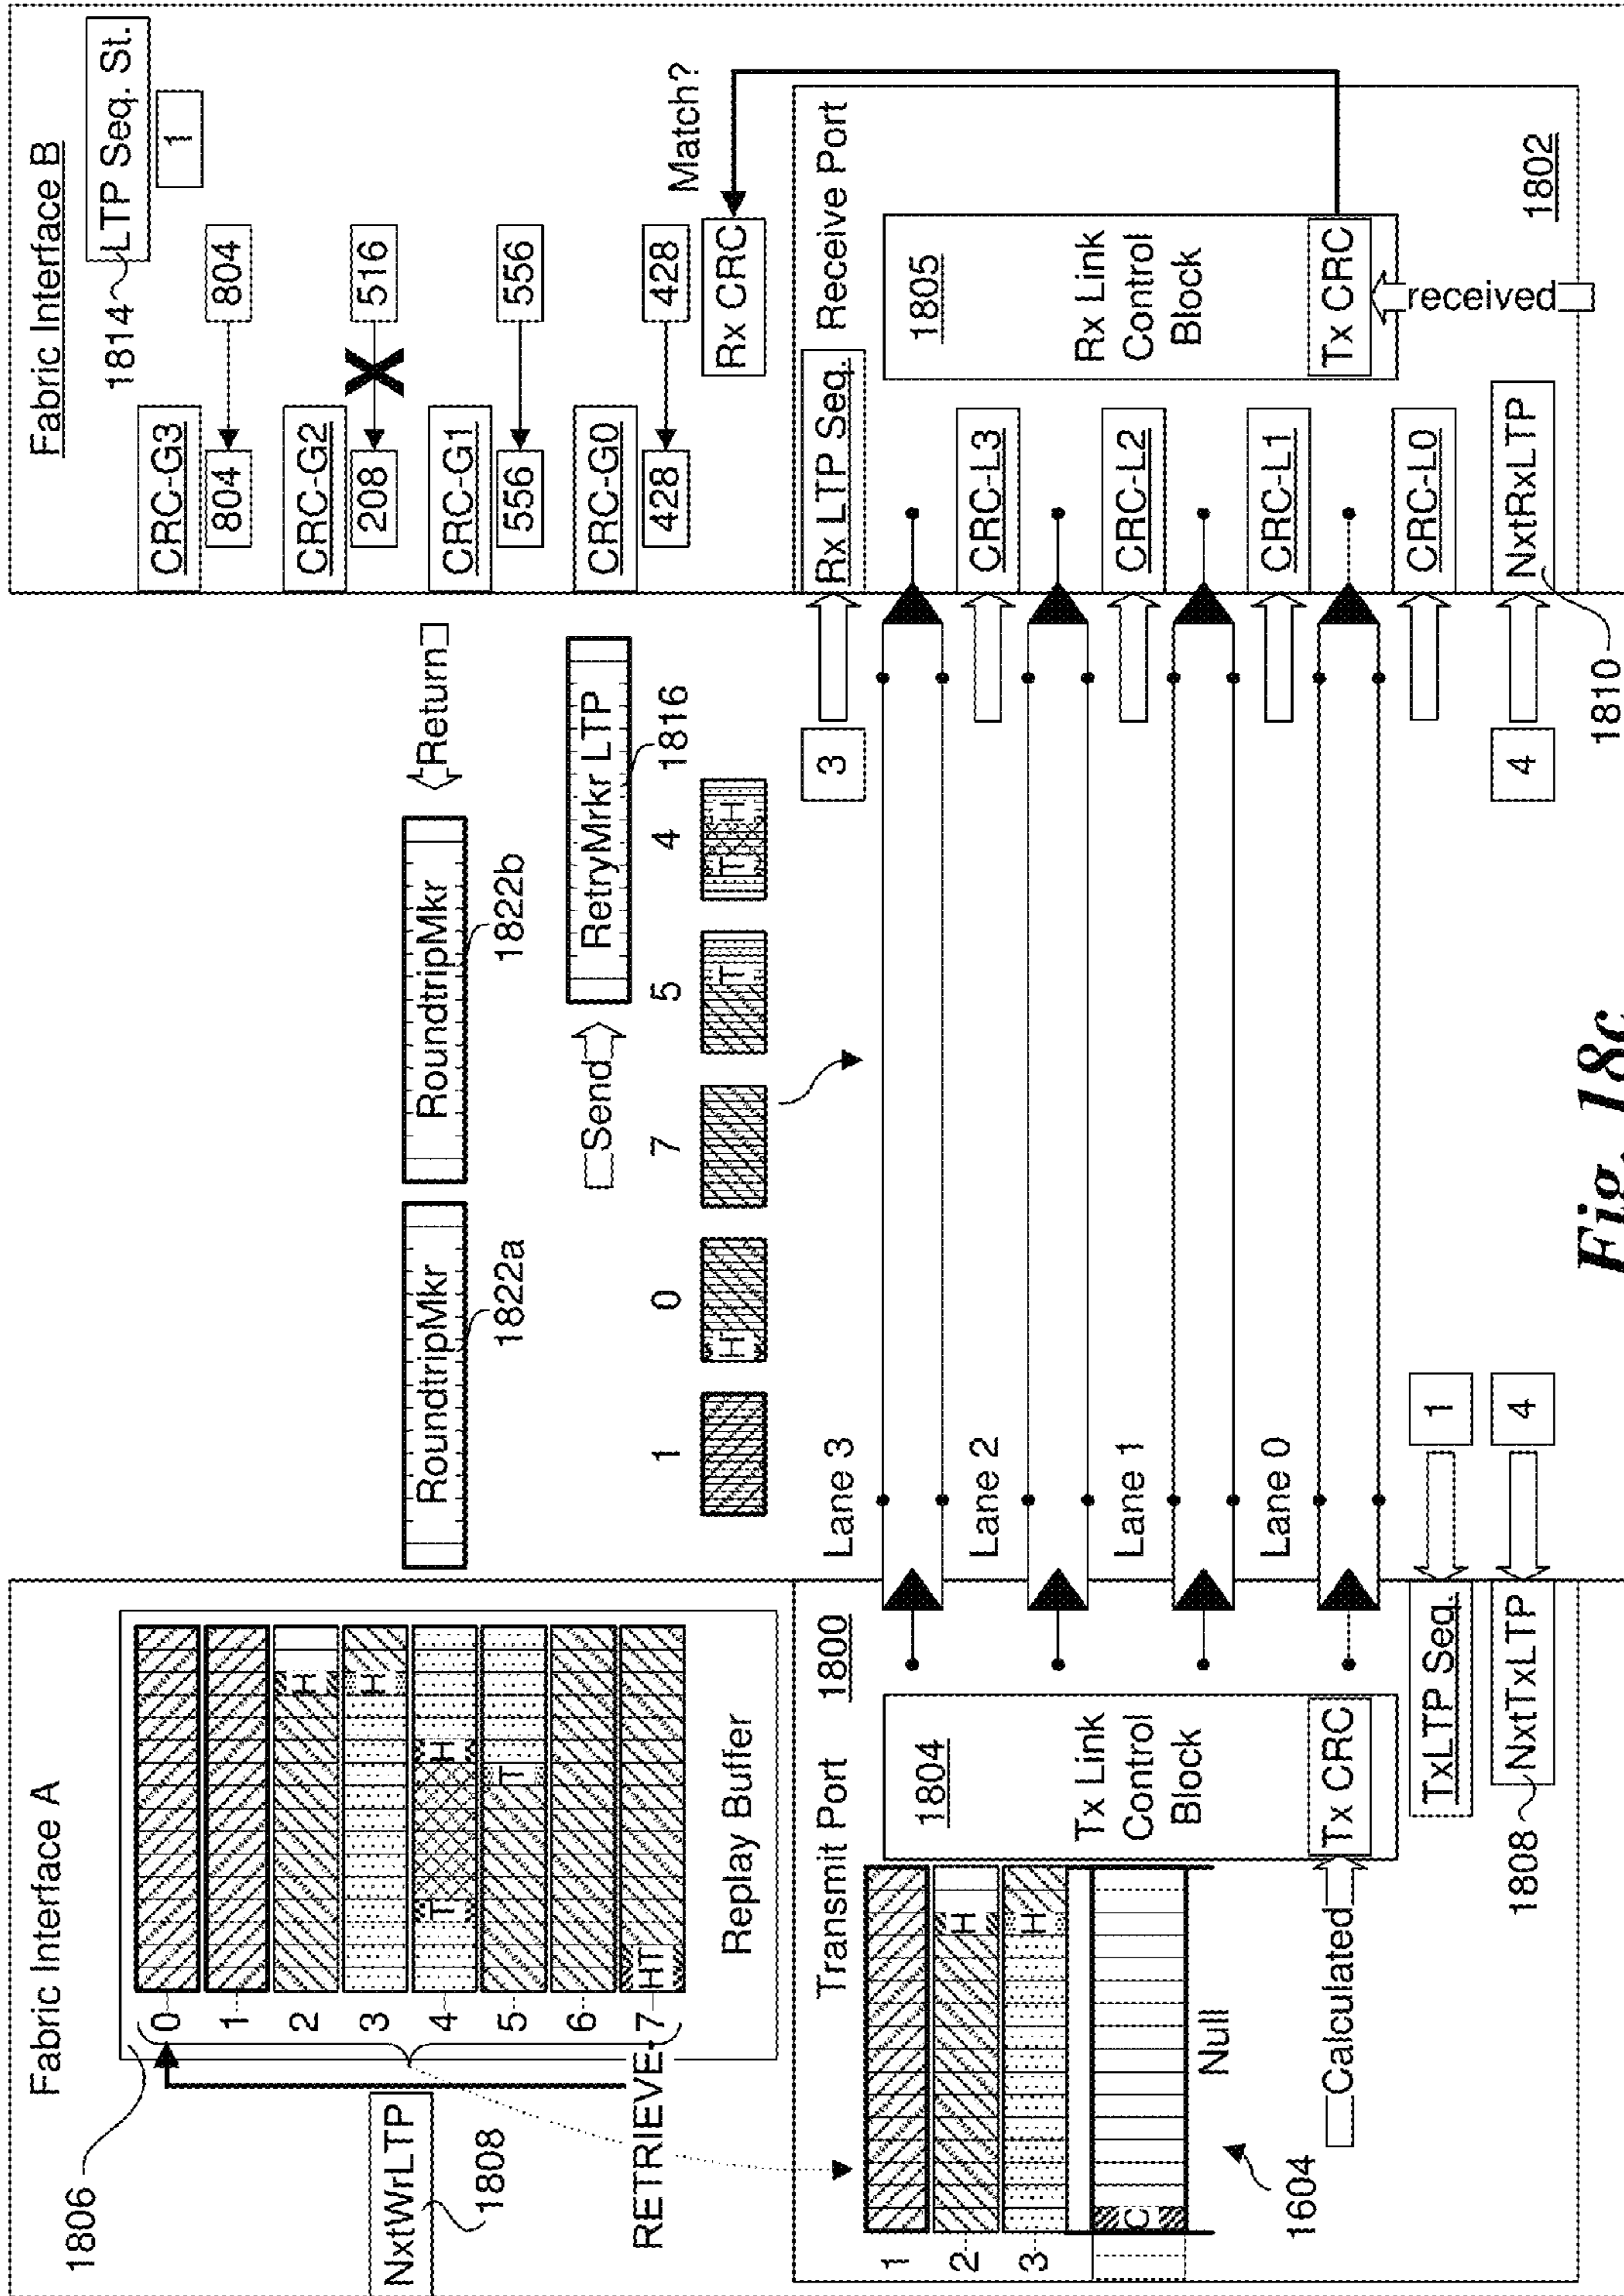 Fabric Interface A
1806
0
1
2
H
3
H
4
T
H
5
T
6
7
HT
Replay Buffer
NxtWrLTP
1808
RETRIEVE
Transmit Port
1800
1
2
H
3
H
C
Null
1604
1804
Tx Link
Control
Block
Tx CRC
Calculated
TxLTP Seq.
1
NxtTxLTP
4
1808
RoundtripMkr
1822a
RoundtripMkr
1822b
Return
Send
RetryMrkr LTP
1816
1
0
7
5
4
H
T
T
H
Lane 3
Lane 2
Lane 1
Lane 0
Fabric Interface B
LTP Seq. St.
1
1814
CRC-G3
804
804
CRC-G2
208
516
CRC-G1
556
556
CRC-G0
428
428
Rx CRC
Match?
3
Rx LTP Seq.
Receive Port
CRC-L3
CRC-L2
CRC-L1
CRC-L0
1805
Rx Link
Control
Block
Tx CRC
received
4
NxtRxLTP
1810
1802
Fig. 18c